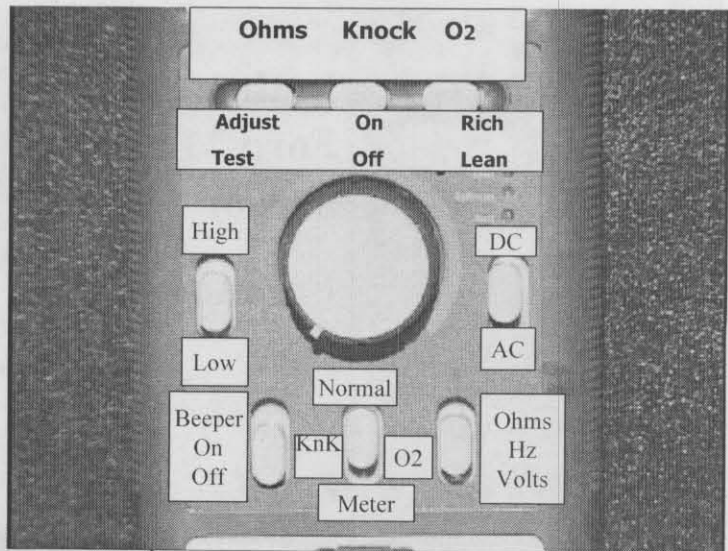 Ohms Knock O2
Adjust On Rich
Test Off Lean
High
DC
Low
AC
Normal
Beeper
On
Off
KnK
O2
Ohms
Hz
Volts
Meter